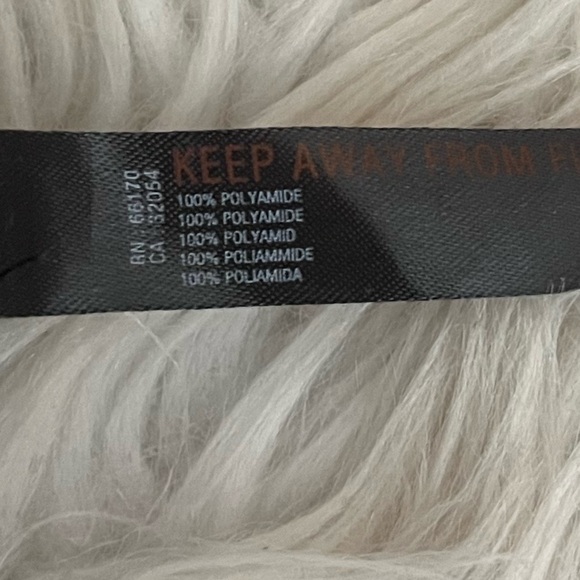 KEEP AWAY FROM
100% POLYAMIDE
100% POLYAMIDE
100% POLYAMID
100% POLIAMMIDE
100% POLIAMIDA
RN : 66170
CA : 32054